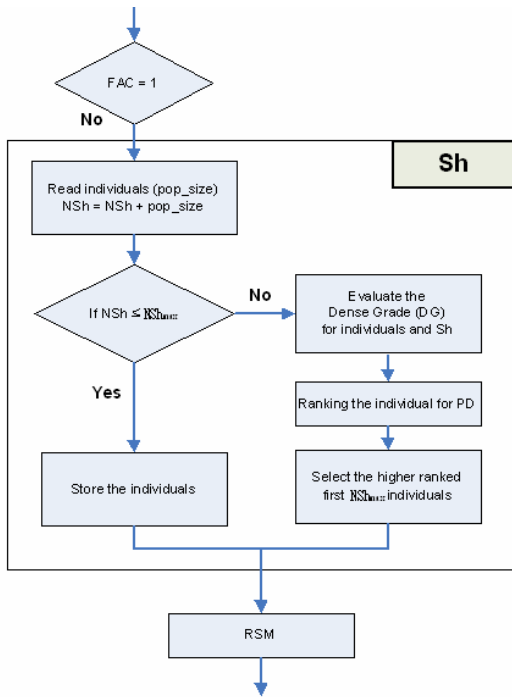 FAC = 1
No
Sh
Read individuals (pop_size)
NSh = NSh + pop_size
If NSh ≤ NShmax
No
Evaluate the
Dense Grade (DG)
for individuals and Sh
Yes
Ranking the individual for PD
Store the individuals
Select the higher ranked
first NShmax individuals
RSM